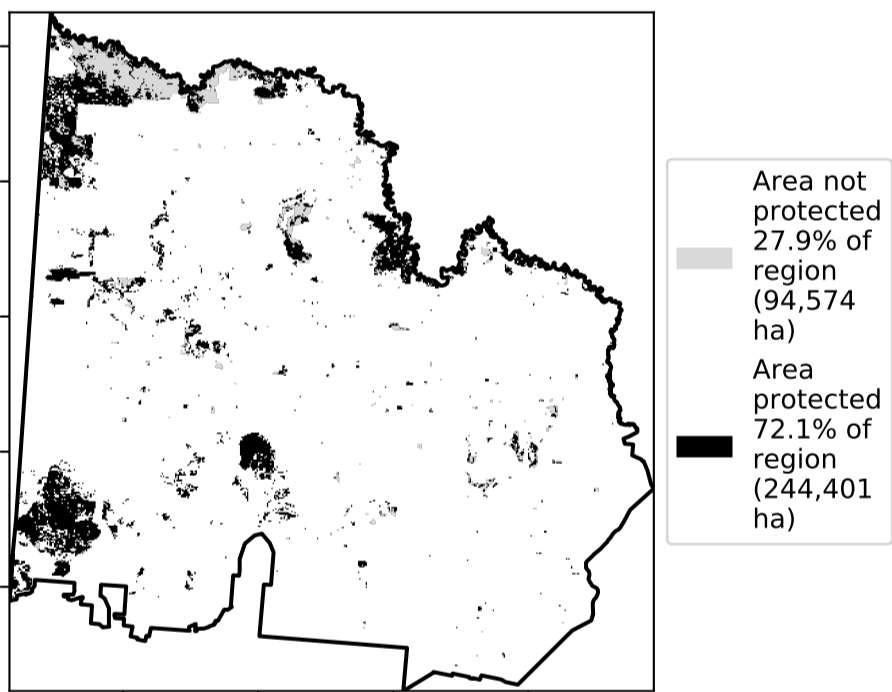 Area not
protected
27.9% of
region
(94,574
ha)
Area
protected
72.1% of
region
(244,401
ha)